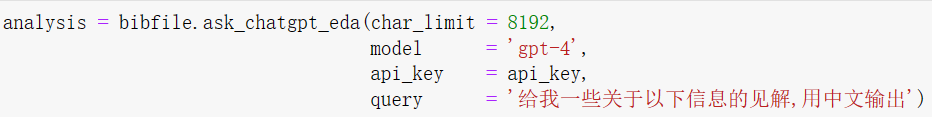 analysis = bibfile.ask_chatgpt_eda(char_limit = 8192,
model = 'gpt-4',
api_key = api_key,
query = '给我一些关于以下信息的见解,用中文输出')